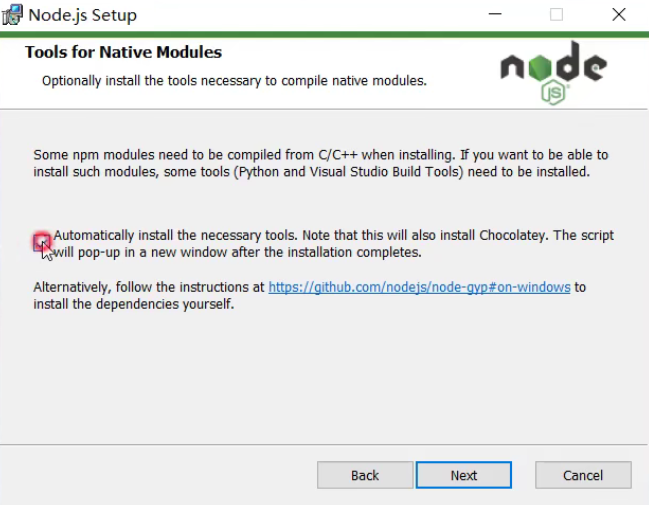 Node.js Setup
Tools for Native Modules
Optionally install the tools necessary to compile native modules.
node
JS
Some npm modules need to be compiled from C/C++ when installing. If you want to be able to
install such modules, some tools (Python and Visual Studio Build Tools) need to be installed.
Automatically install the necessary tools. Note that this will also install Chocolatey. The script
will pop-up in a new window after the installation completes.
Alternatively, follow the instructions at https://github.com/nodejs/node-gyp#on-windows to
install the dependencies yourself.
Back Next Cancel